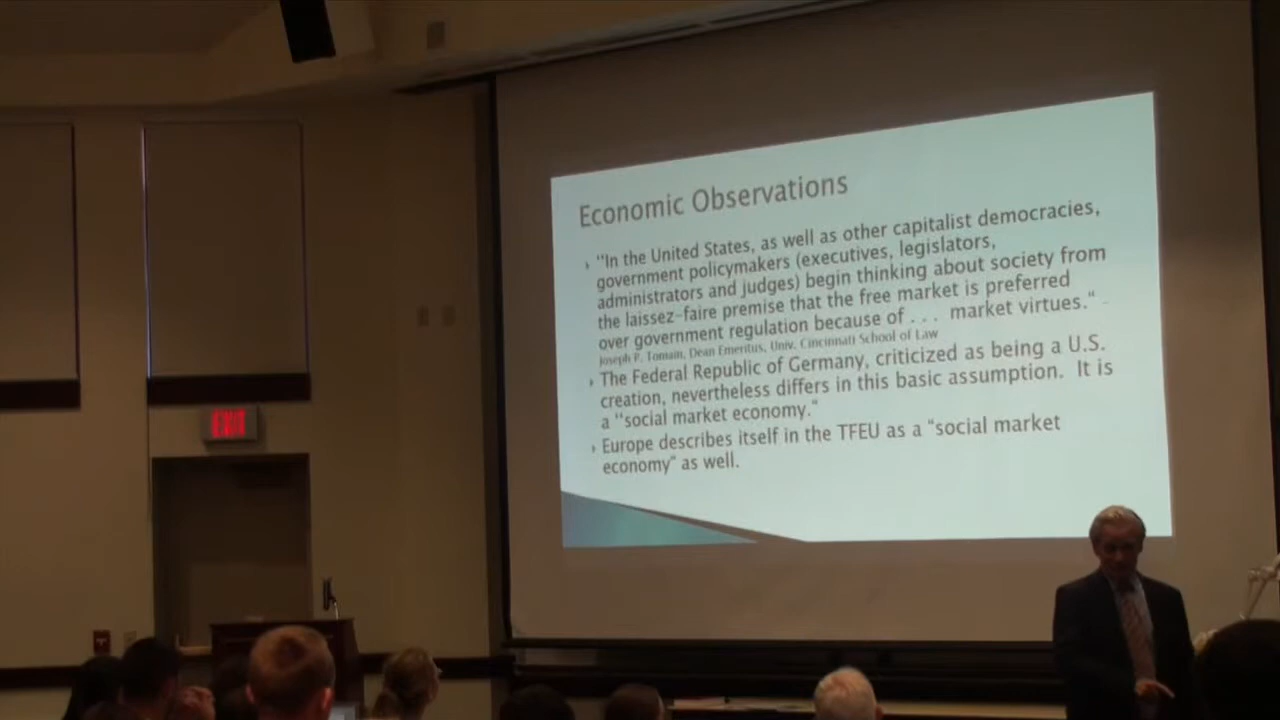 Economic Observations
"In the United States, as well as other capitalist democracies,
government policymakers (executives, legislators,
administrators and judges) begin thinking about society from
the laissez-faire premise that the free market is preferred
over government regulation because of . . . market virtues."
Joseph P. Tomain, Dean Emeritus, Univ. Cincinnati School of Law
The Federal Republic of Germany, criticized as being a U.S.
creation, nevertheless differs in this basic assumption. It is
a "social market economy."
Europe describes itself in the TFEU as a "social market
economy" as well.
EXIT